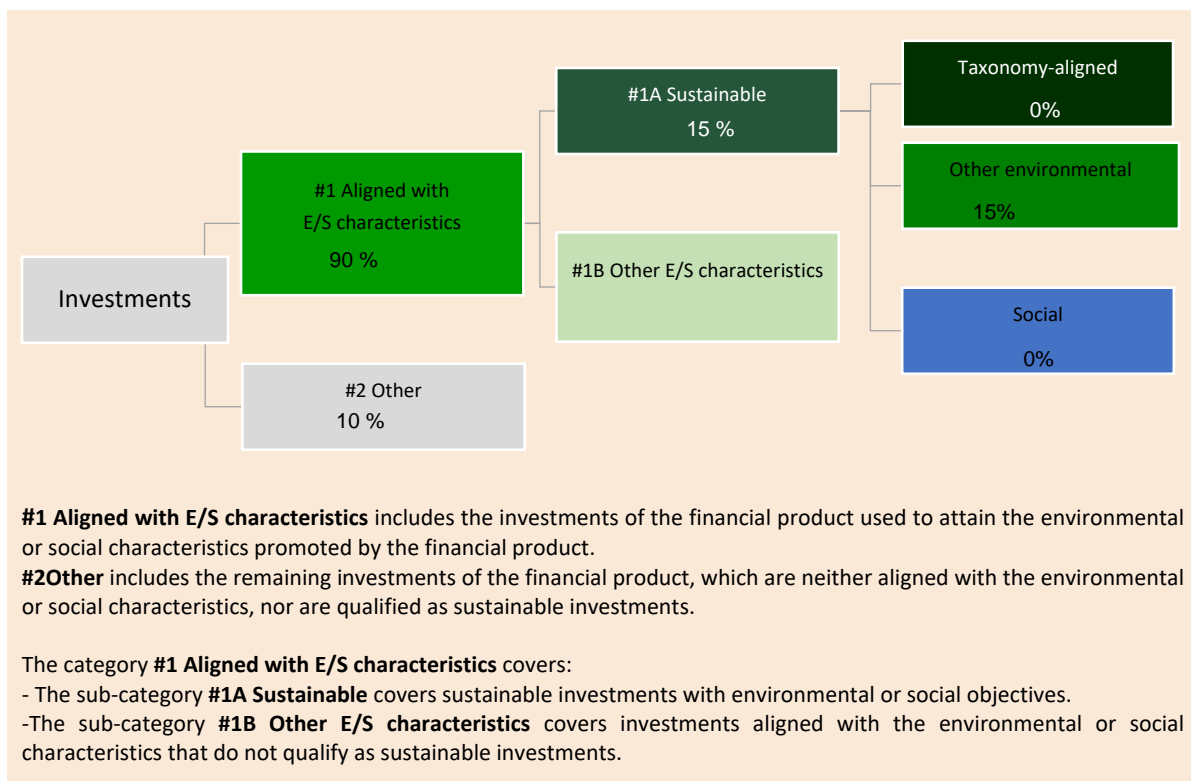 Investments
#1 Aligned with
E/S characteristics
90 %
#2 Other
10 %
#1A Sustainable
15 %
#1B Other E/S characteristics
Taxonomy-aligned
0%
Other environmental
15%
Social
0%
#1 Aligned with E/S characteristics includes the investments of the financial product used to attain the environmental
or social characteristics promoted by the financial product.
#2Other includes the remaining investments of the financial product, which are neither aligned with the environmental
or social characteristics, nor are qualified as sustainable investments.
The category #1 Aligned with E/S characteristics covers:
- The sub-category #1A Sustainable covers sustainable investments with environmental or social objectives.
-The sub-category #1B Other E/S characteristics covers investments aligned with the environmental or social
characteristics that do not qualify as sustainable investments.